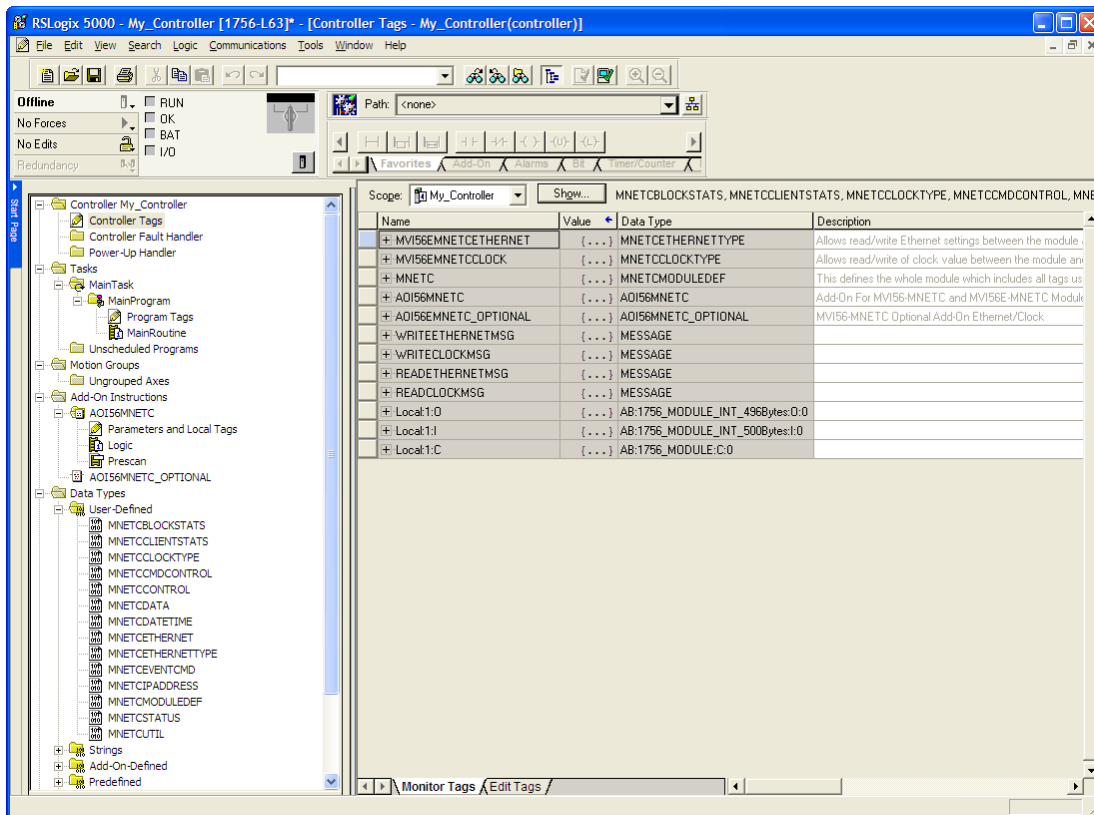 RSLogix 5000 - My_Controller [1756-L63]* - [Controller Tags - My_Controller(controller)]
File Edit View Search Logic Communications Tools Window Help
Offline
RUN
No Forces
OK
No Edits
BAT
Redundancy
I/O
Path: <none>
Favorites Add-On Alarms Bit Timer/Counter
Start Page
Controller My_Controller
Controller Tags
Controller Fault Handler
Power-Up Handler
Tasks
MainTask
MainProgram
Program Tags
MainRoutine
Unscheduled Programs
Motion Groups
Ungrouped Axes
Add-On Instructions
AOI56MNETC
Parameters and Local Tags
Logic
Prescan
AOI56MNETC_OPTIONAL
Data Types
User-Defined
MNETCBLOCKSTATS
MNETCCLIENTSTATS
MNETCCLOCKTYPE
MNETCCMDCONTROL
MNETCCONTROL
MNETCDATA
MNETCDATETIME
MNETCETHERNET
MNETCETHERNETTYPE
MNETCEVENTCMD
MNETCIPADDRESS
MNETCMODULEDEF
MNETCSTATUS
MNETCUTIL
Strings
Add-On-Defined
Predefined
Scope: My_Controller Show... MNETCBLOCKSTATS, MNETCCLIENTSTATS, MNETCCLOCKTYPE, MNETCCMDCONTROL, MNE
Name Value Data Type Description
MVI56EMNETCETHERNET {...} MNETCETHERNETTYPE Allows read/write Ethernet settings between the module
MVI56EMNETCCLOCK {...} MNETCCLOCKTYPE Allows read/write of clock value between the module an
MNETC {...} MNETCMODULEDEF This defines the whole module which includes all tags us
AOI56MNETC {...} AOI56MNETC Add-On For MVI56-MNETC and MVI56E-MNETC Module
AOI56EMNETC_OPTIONAL {...} AOI56MNETC_OPTIONAL MVI56-MNETC Optional Add-On Ethernet/Clock
WRITEETHERNETMSG {...} MESSAGE
WRITECLOCKMSG {...} MESSAGE
READETHERNETMSG {...} MESSAGE
READCLOCKMSG {...} MESSAGE
Local:1:O {...} AB:1756_MODULE_INT_496Bytes:O:0
Local:1:I {...} AB:1756_MODULE_INT_500Bytes:I:0
Local:1:C {...} AB:1756_MODULE:C:0
Monitor Tags Edit Tags